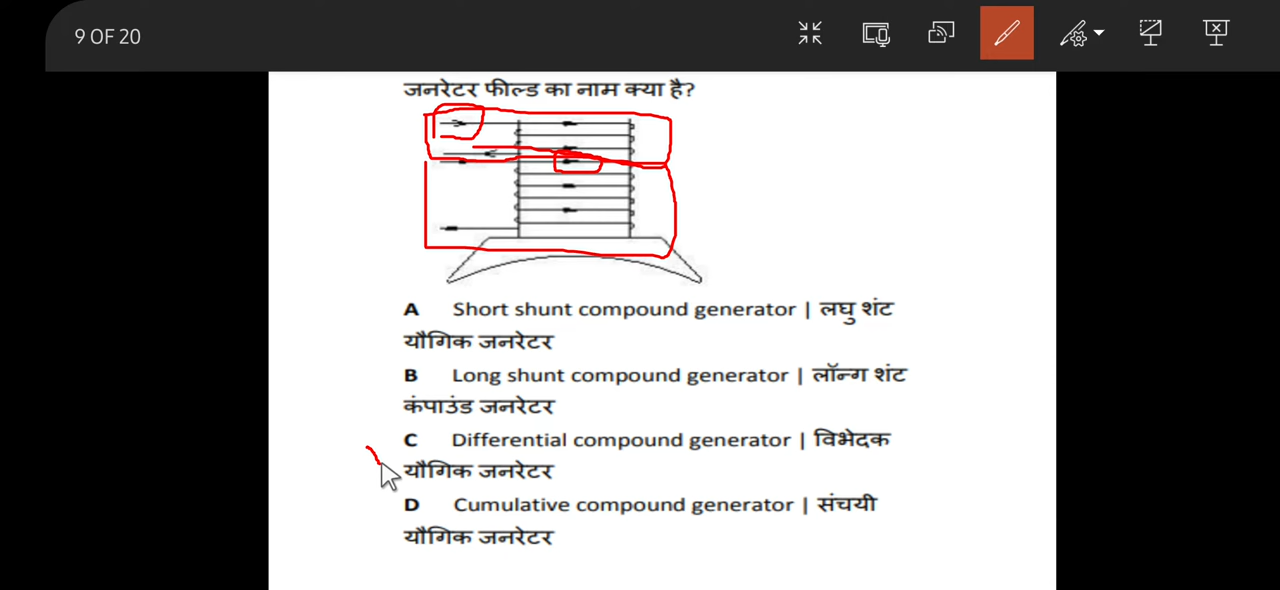 9 OF 20
जनरेटर फील्ड का नाम क्या है?
A Short shunt compound generator | लघु शंट
यौगिक जनरेटर
B Long shunt compound generator | लॉन्ग शंट
कंपाउंड जनरेटर
C Differential compound generator | विभेदक
यौगिक जनरेटर
D Cumulative compound generator | संचयी
यौगिक जनरेटर